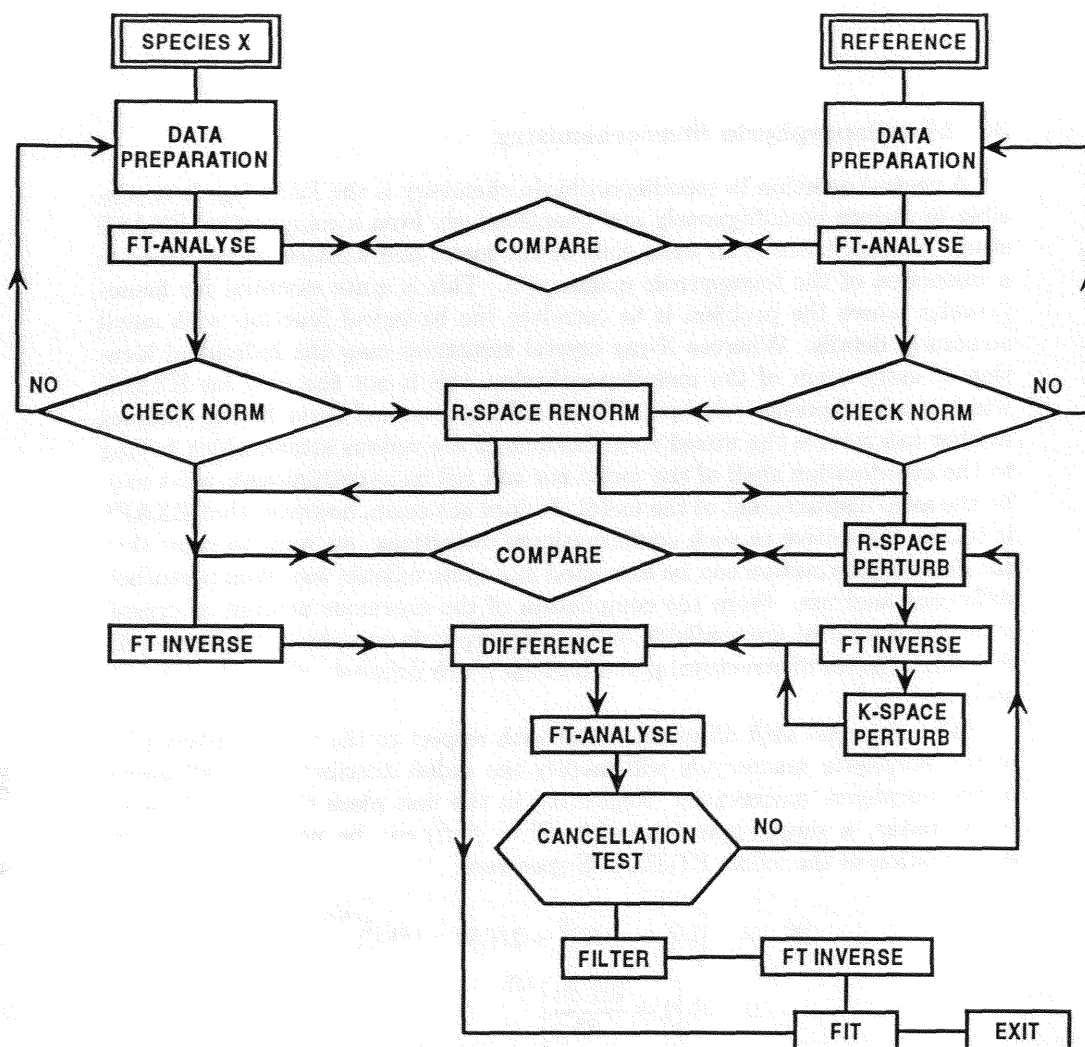 SPECIES X
REFERENCE
DATA
PREPARATION
DATA
PREPARATION
FT-ANALYSE
COMPARE
FT-ANALYSE
NO
CHECK NORM
R-SPACE RENORM
CHECK NORM
NO
COMPARE
R-SPACE
PERTURB
FT INVERSE
DIFFERENCE
FT INVERSE
K-SPACE
PERTURB
FT-ANALYSE
CANCELLATION
TEST
NO
FILTER
FT INVERSE
FIT
EXIT